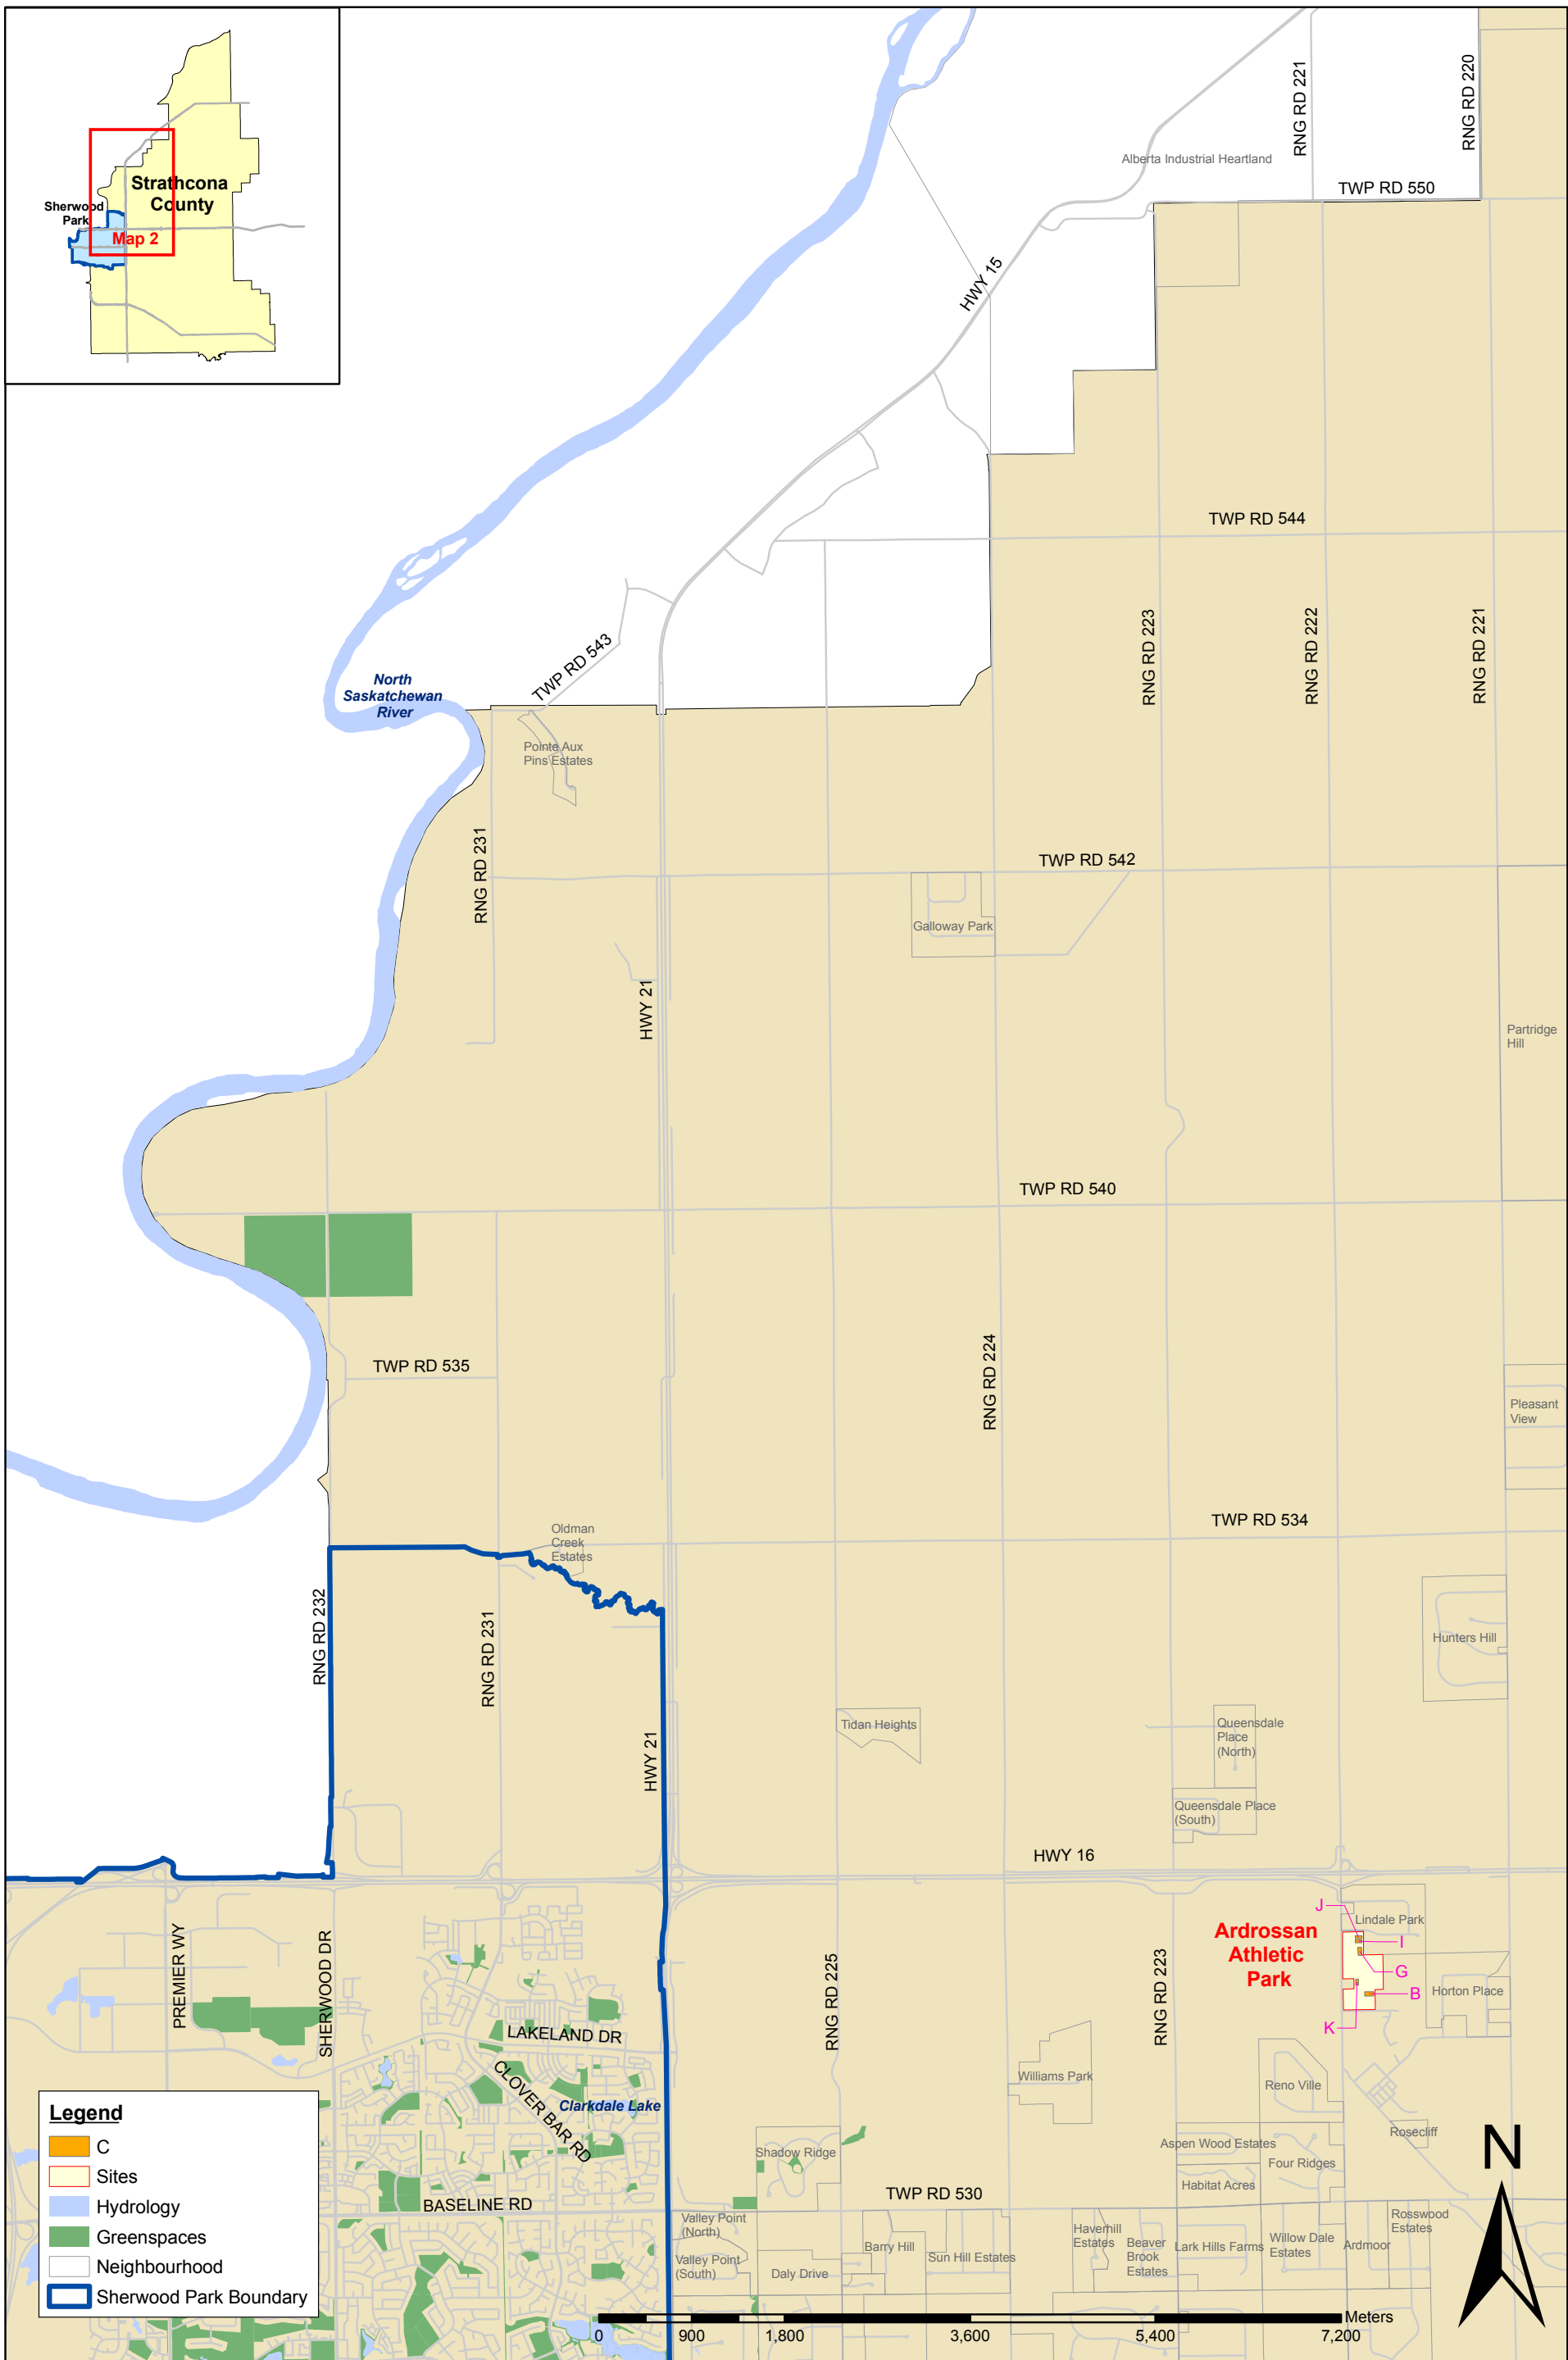 Strathcona
County
Sherwood
Park
Map 2
RNG RD 221
RNG RD 220
Alberta Industrial Heartland
TWP RD 550
HWY 15
TWP RD 544
RNG RD 223
RNG RD 222
RNG RD 221
TWP RD 543
North
Saskatchewan
River
Pointe Aux
Pins Estates
RNG RD 231
TWP RD 542
Galloway Park
HWY 21
Partridge
Hill
TWP RD 540
TWP RD 535
RNG RD 224
Pleasant
View
TWP RD 534
Oldman
Creek
Estates
RNG RD 232
RNG RD 231
HWY 21
Hunters Hill
Tidan Heights
Queensdale
Place
(North)
Queensdale Place
(South)
HWY 16
J
Lindale Park
Ardrossan
Athletic
Park
I
G
B
K
Horton Place
PREMIER WY
SHERWOOD DR
RNG RD 225
RNG RD 223
LAKELAND DR
CLOVER BAR RD
Clarkdale Lake
Williams Park
Reno Ville
Rosecliff
Shadow Ridge
Aspen Wood Estates
Four Ridges
Habitat Acres
BASELINE RD
TWP RD 530
Valley Point
(North)
Valley Point
(South)
Daly Drive
Barry Hill
Sun Hill Estates
Haverhill
Estates
Beaver
Brook
Estates
Lark Hills Farms
Willow Dale
Estates
Ardmoor
Rosswood
Estates
N
Legend
C
Sites
Hydrology
Greenspaces
Neighbourhood
Sherwood Park Boundary
Meters
0 900 1,800 3,600 5,400 7,200